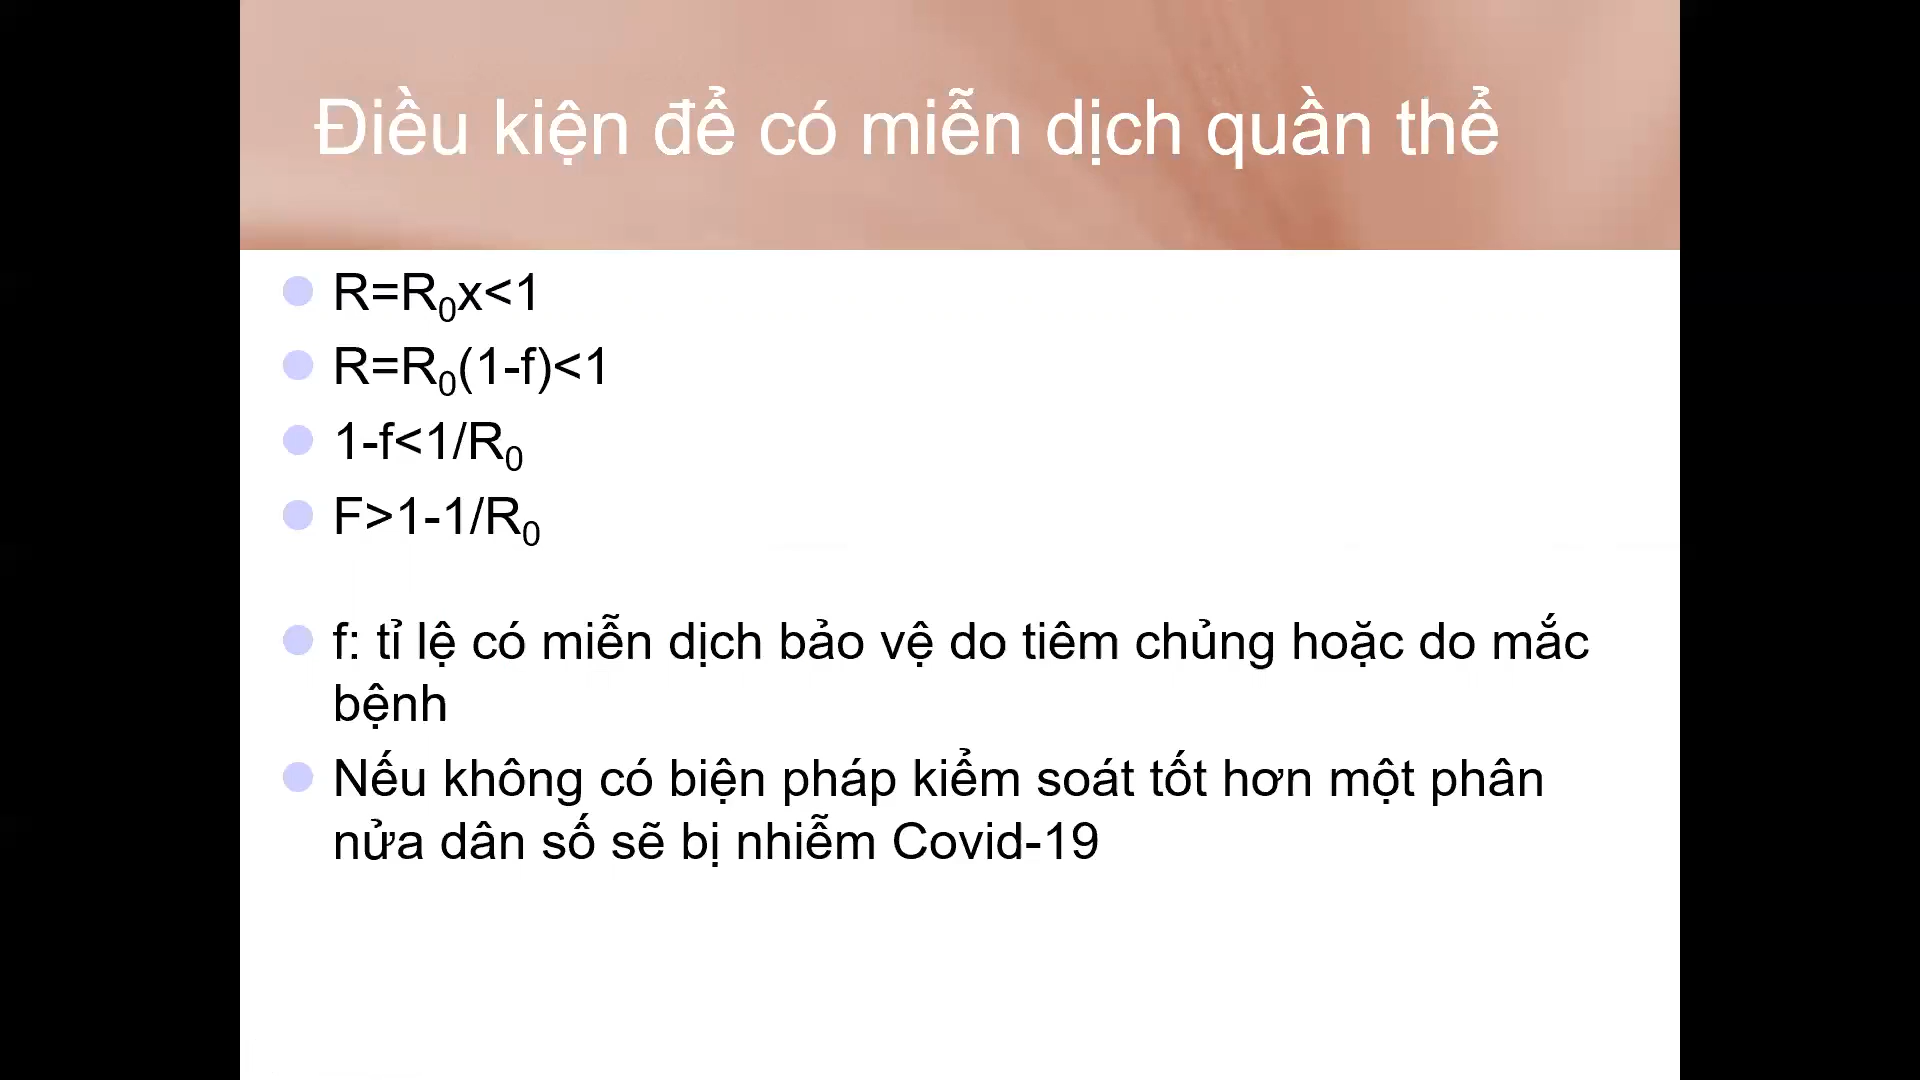 Điều kiện để có miễn dịch quần thể
R=R₀x<1
R=R₀(1-f)<1
1-f<1/R₀
F>1-1/R₀
f: tỉ lệ có miễn dịch bảo vệ do tiêm chủng hoặc do mắc
bệnh
Nếu không có biện pháp kiểm soát tốt hơn một phân
nửa dân số sẽ bị nhiễm Covid-19